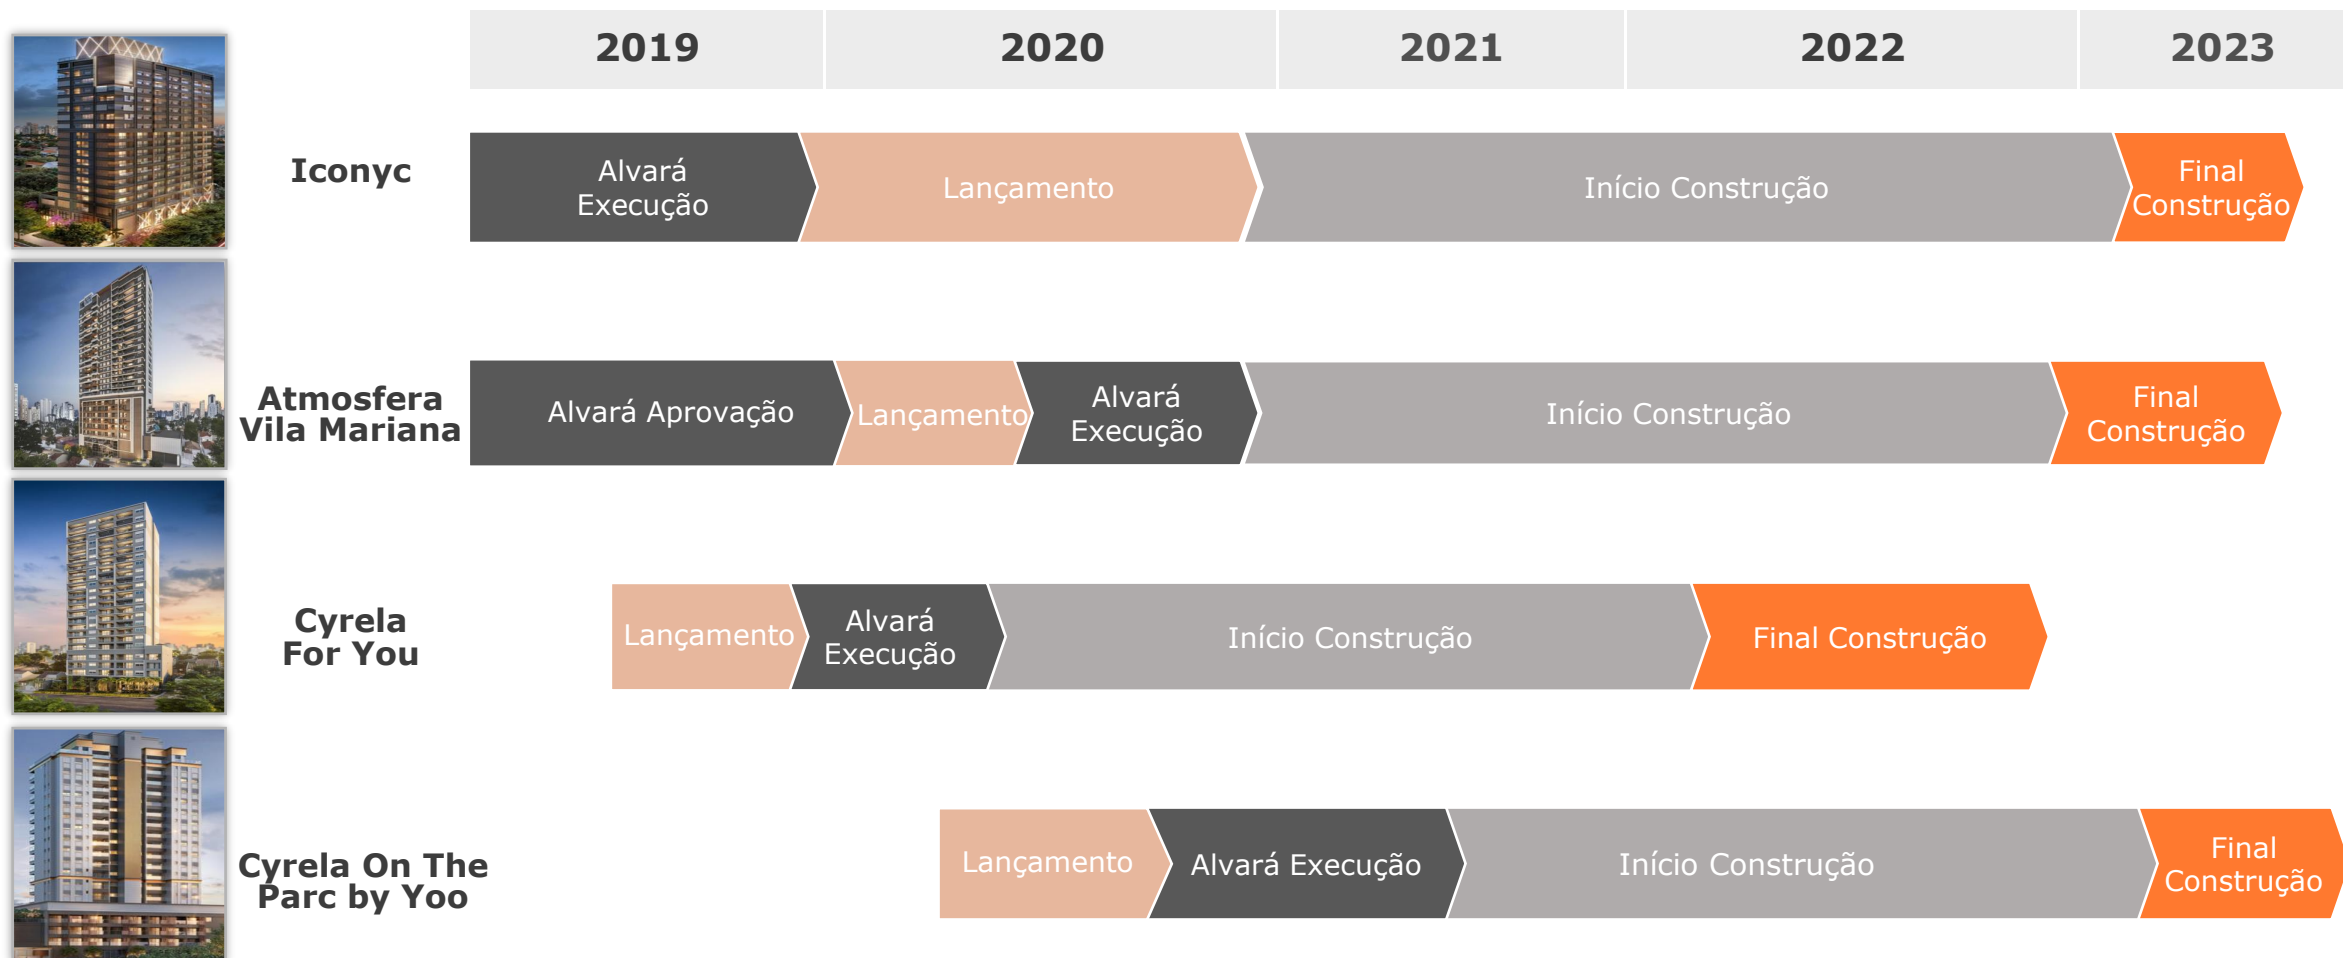 2019
2020
2021
2022
2023
Iconyc
Alvará
Execução
Lançamento
Início Construção
Final
Construção
Atmosfera
Vila Mariana
Alvará Aprovação
Lançamento
Alvará
Execução
Início Construção
Final
Construção
Cyrela
For You
Lançamento
Alvará
Execução
Início Construção
Final Construção
Cyrela On The
Parc by Yoo
Lançamento
Alvará Execução
Início Construção
Final
Construção